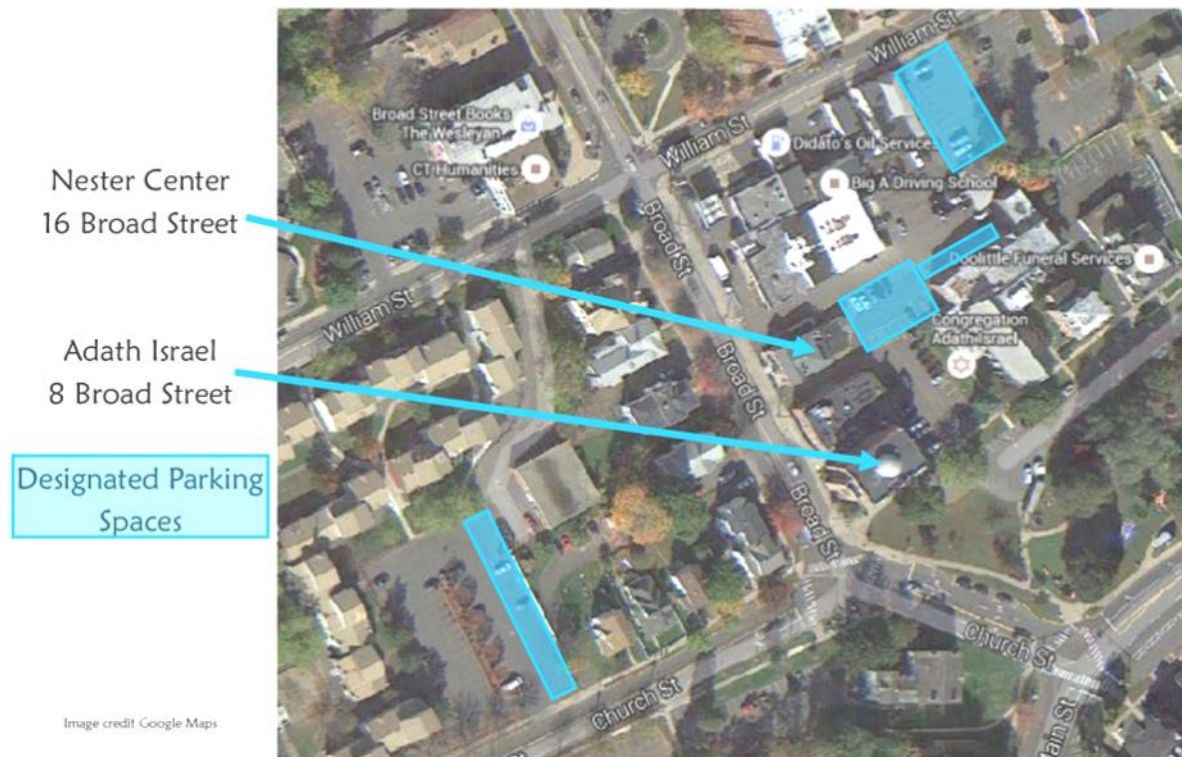 Nester Center
16 Broad Street
Adath Israel
8 Broad Street
Designated Parking
Spaces
Image credit Google Maps
William St
Broad Street Books
The Wesleyan
CT Humanities
William St
Didato's Oil Services
Big A Driving School
Broad St
Doolittle Funeral Services
William St
Congregation
Adath Israel
Broad St
Broad St
Church St
Church St
St
Main St